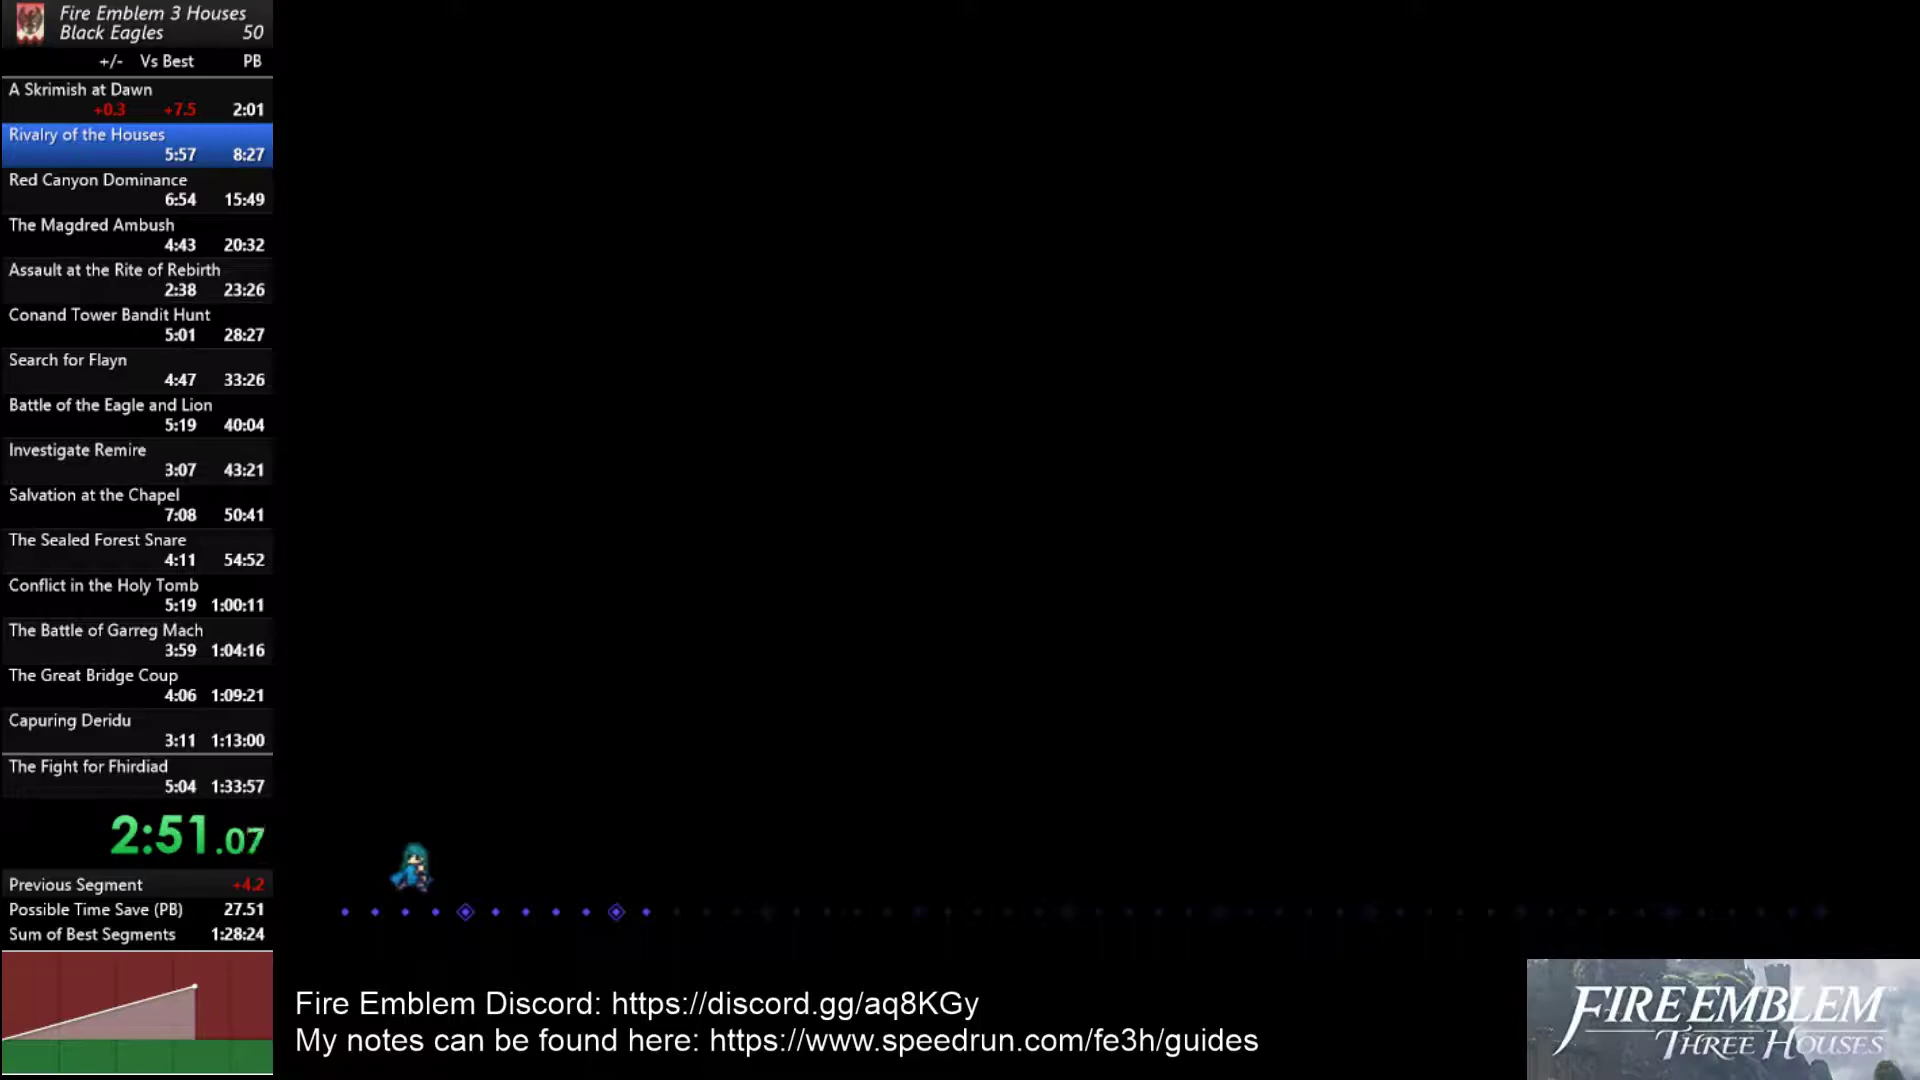 Fire Emblem 3 Houses
Black Eagles 50
+/- Vs Best PB
A Skrimish at Dawn
+0.3 +7.5 2:01
Rivalry of the Houses
5:57 8:27
Red Canyon Dominance
6:54 15:49
The Magdred Ambush
4:43 20:32
Assault at the Rite of Rebirth
2:38 23:26
Conand Tower Bandit Hunt
5:01 28:27
Search for Flayn
4:47 33:26
Battle of the Eagle and Lion
5:19 40:04
Investigate Remire
3:07 43:21
Salvation at the Chapel
7:08 50:41
The Sealed Forest Snare
4:11 54:52
Conflict in the Holy Tomb
5:19 1:00:11
The Battle of Garreg Mach
3:59 1:04:16
The Great Bridge Coup
4:06 1:09:21
Capuring Deridu
3:11 1:13:00
The Fight for Fhirdiad
5:04 1:33:57
2:51.07
Previous Segment +4.2
Possible Time Save (PB) 27.51
Sum of Best Segments 1:28:24
Fire Emblem Discord: https://discord.gg/aq8KGy
My notes can be found here: https://www.speedrun.com/fe3h/guides
FIRE EMBLEM
THREE HOUSES